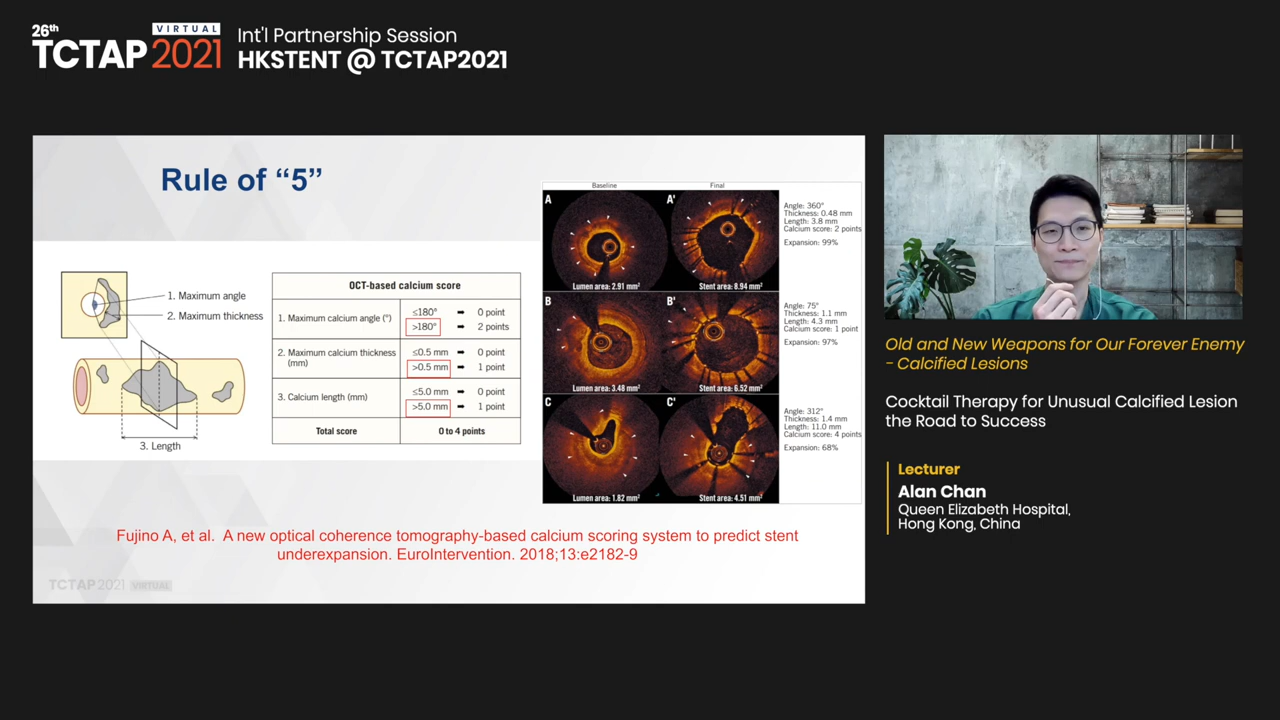 26th
VIRTUAL
TCTAP 2021
Int'l Partnership Session
HKSTENT @ TCTAP2021
Rule of “5”
1. Maximum angle
2. Maximum thickness
3. Length
OCT-based calcium score
1. Maximum calcium angle (°)
≤180° ➡ 0 point
>180° ➡ 2 points
2. Maximum calcium thickness
(mm)
≤0.5 mm ➡ 0 point
>0.5 mm ➡ 1 point
3. Calcium length (mm)
≤5.0 mm ➡ 0 point
>5.0 mm ➡ 1 point
Total score 0 to 4 points
Baseline Final
A A'
Lumen area: 2.91 mm² Stent area: 8.94 mm²
Angle: 360°
Thickness: 0.48 mm
Length: 3.8 mm
Calcium score: 2 points
Expansion: 99%
B B'
Lumen area: 3.48 mm² Stent area: 6.52 mm²
Angle: 75°
Thickness: 1.1 mm
Length: 4.3 mm
Calcium score: 1 point
Expansion: 97%
C C'
Lumen area: 1.82 mm² Stent area: 4.51 mm²
Angle: 312°
Thickness: 1.4 mm
Length: 11.0 mm
Calcium score: 4 points
Expansion: 68%
Fujino A, et al. A new optical coherence tomography-based calcium scoring system to predict stent
underexpansion. EuroIntervention. 2018;13:e2182-9
TCTAP2021 VIRTUAL
Old and New Weapons for Our Forever Enemy
- Calcified Lesions
Cocktail Therapy for Unusual Calcified Lesion
the Road to Success
Lecturer
Alan Chan
Queen Elizabeth Hospital,
Hong Kong, China